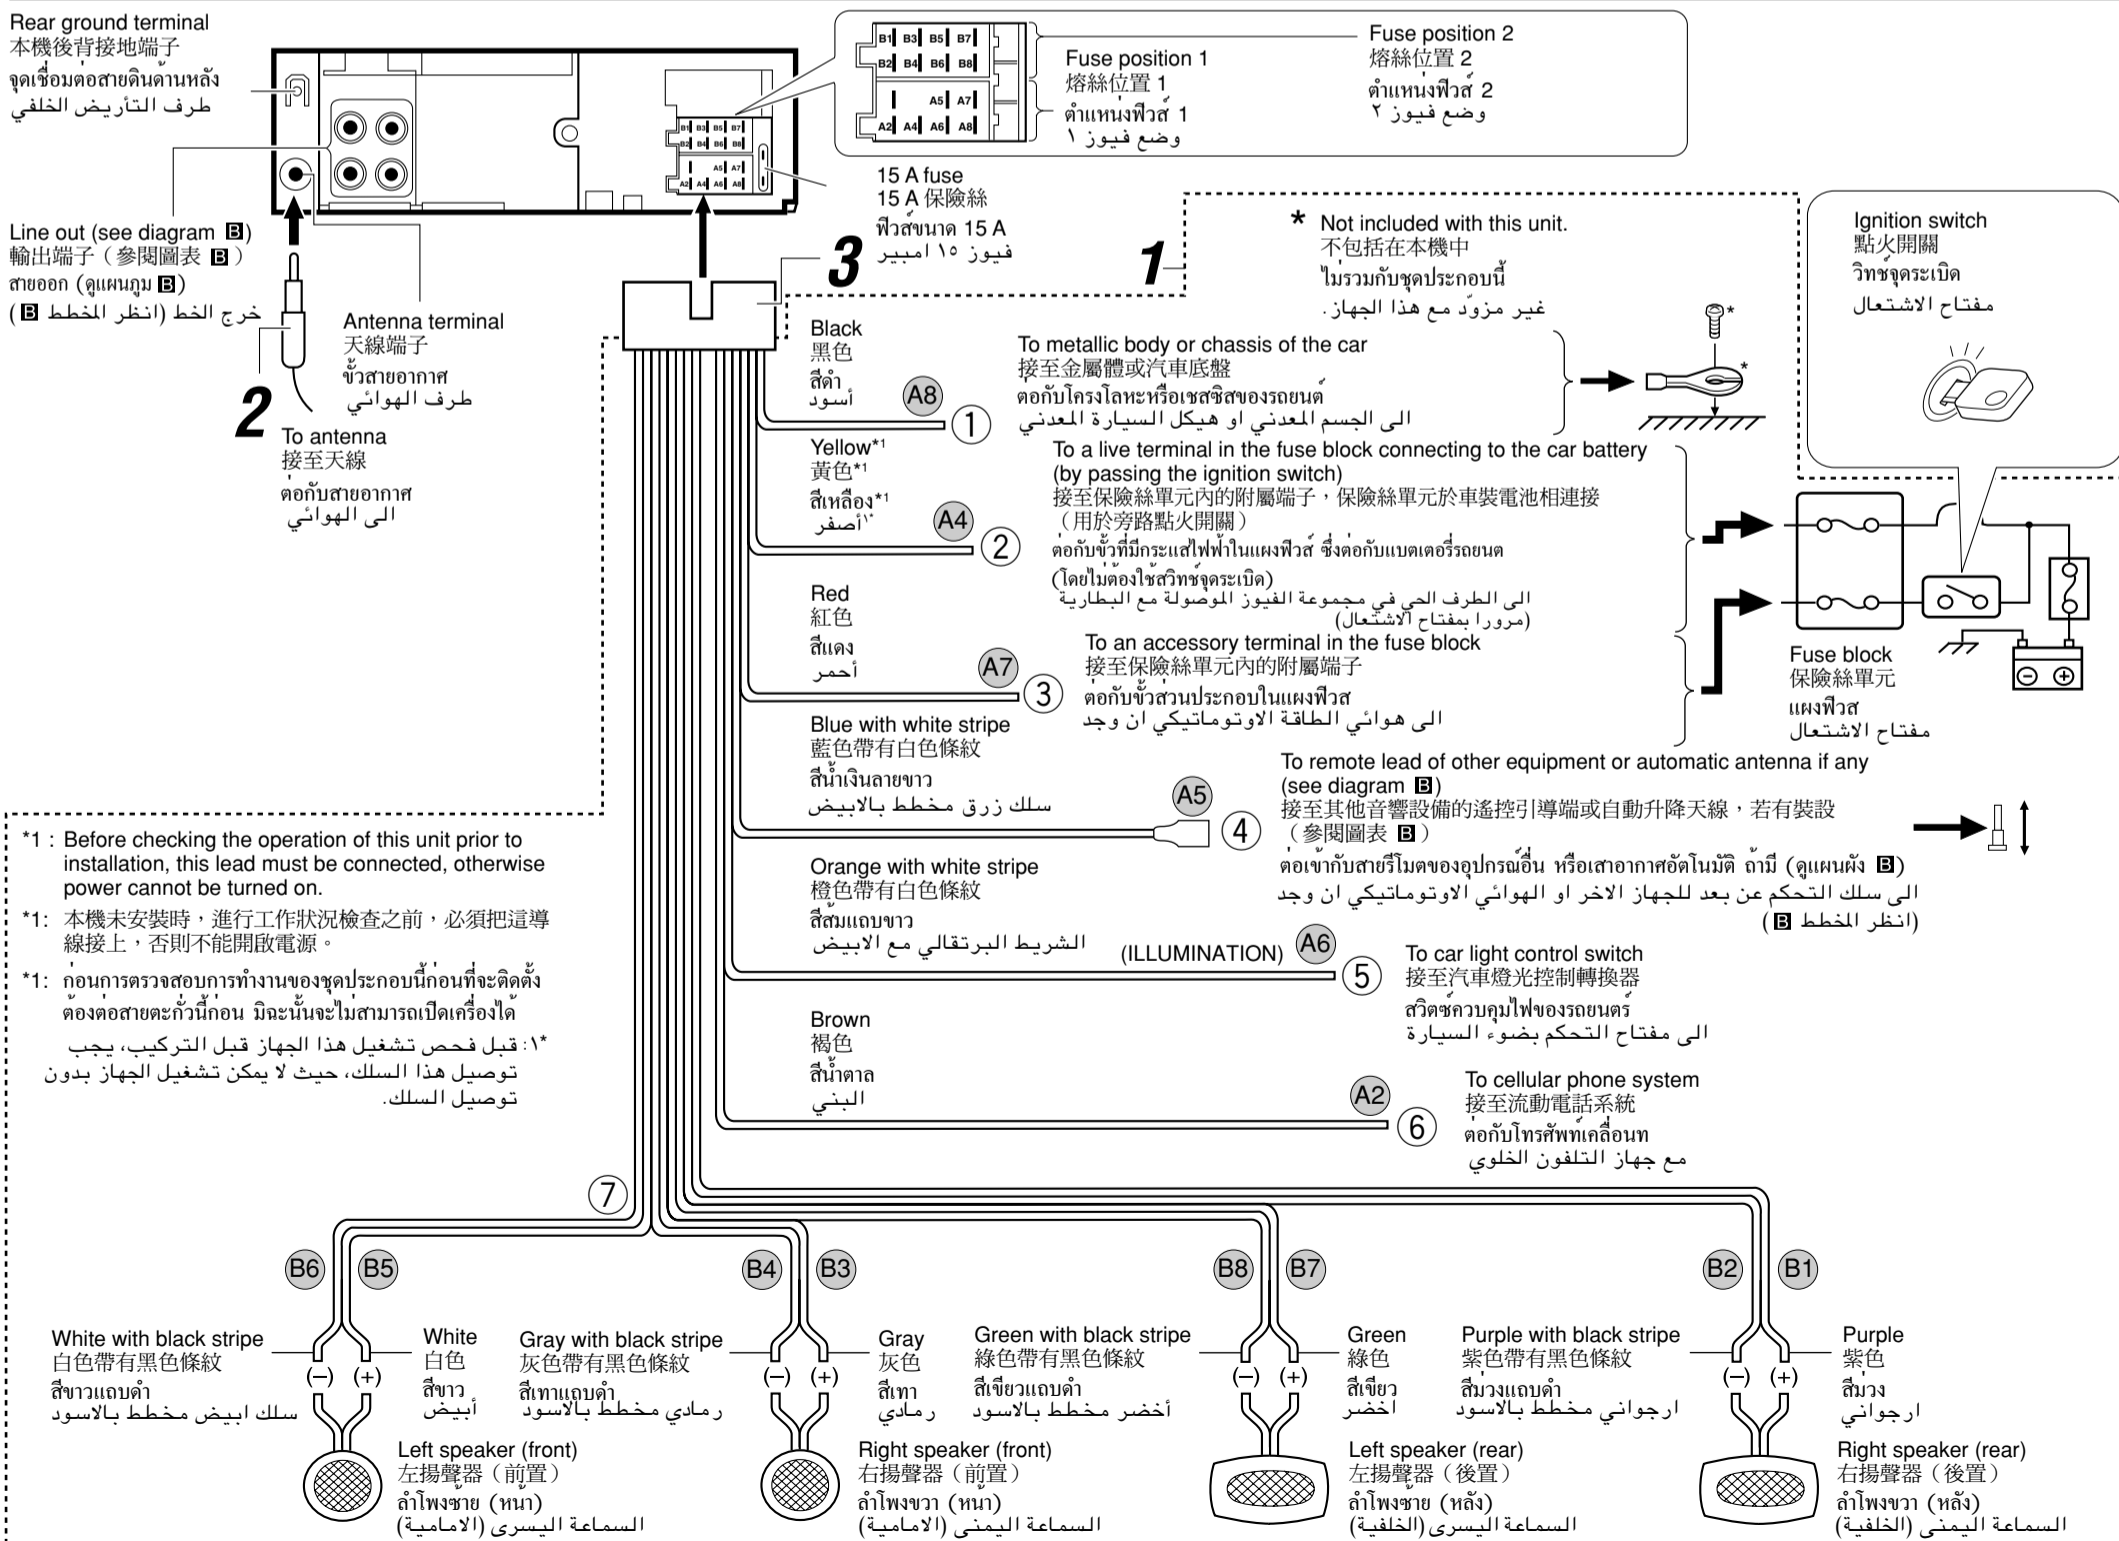 Rear ground terminal
本機後背接地端子
จุดเชื่อมต่อสายดินด้านหลัง
طرف التأريض الخلفي
B1 B3 B5 B7
B2 B4 B6 B8
A5 A7
A2 A4 A6 A8
Fuse position 1
熔絲位置 1
ตำแหน่งฟิวส์ 1
وضع فيوز ١
Fuse position 2
熔絲位置 2
ตำแหน่งฟิวส์ 2
وضع فيوز ٢
B1 B3 B5 B7
B2 B4 B6 B8
A5 A7
A2 A4 A6 A8
15 A fuse
15 A 保險絲
ฟิวส์ขนาด 15 A
فيوز ١٥ امبير
Line out (see diagram B)
輸出端子（參閱圖表 B）
สายออก (ดูแผนภูม B)
خرج الخط (انظر المخطط B)
Antenna terminal
天線端子
ขั้วสายอากาศ
طرف الهوائي
2
To antenna
接至天線
ต่อกับสายอากาศ
الى الهوائي
3
1
* Not included with this unit.
不包括在本機中
ไม่รวมกับชุดประกอบนี้
غير مزوّد مع هذا الجهاز.
Ignition switch
點火開關
วิทช์จุดระเบิด
مفتاح الاشتعال
Black
黑色
สีดำ
أسود
A8
1
To metallic body or chassis of the car
接至金屬體或汽車底盤
ต่อกับโครงโลหะหรือเชสซิสของรถยนต์
الى الجسم المعدني او هيكل السيارة المعدني
*
*
Yellow*1
黃色*1
สีเหลือง*1
أصفر*١
A4
2
To a live terminal in the fuse block connecting to the car battery
(by passing the ignition switch)
接至保險絲單元內的附屬端子，保險絲單元於車裝電池相連接
（用於旁路點火開關）
ต่อกับขั้วที่มีกระแสไฟฟ้าในแผงฟิวส์ ซึ่งต่อกับแบตเตอรี่รถยนต
(โดยไม่ต้องใช้สวิทช์จุดระเบิด)
الى الطرف الحي في مجموعة الفيوز الموصولة مع البطارية
(مرورا بمفتاح الاشتعال)
Red
紅色
สีแดง
أحمر
A7
3
To an accessory terminal in the fuse block
接至保險絲單元內的附屬端子
ต่อกับขั้วส่วนประกอบในแผงฟิวส
الى هوائي الطاقة الاوتوماتيكي ان وجد
Fuse block
保險絲單元
แผงฟิวส
مفتاح الاشتعال
Blue with white stripe
藍色帶有白色條紋
สีน้ำเงินลายขาว
سلك زرق مخطط بالابيض
A5
4
To remote lead of other equipment or automatic antenna if any
(see diagram B)
接至其他音響設備的遙控引導端或自動升降天線，若有裝設
（參閱圖表 B）
ต่อเข้ากับสายรีโมตของอุปกรณ์อื่น หรือเสาอากาศอัตโนมัติ ถ้ามี (ดูแผนผัง B)
الى سلك التحكم عن بعد للجهاز الاخر او الهوائي الاوتوماتيكي ان وجد
(انظر المخطط B)
Orange with white stripe
橙色帶有白色條紋
สีส้มแถบขาว
الشريط البرتقالي مع الابيض
(ILLUMINATION)
A6
5
To car light control switch
接至汽車燈光控制轉換器
สวิตช์ควบคุมไฟของรถยนตร์
الى مفتاح التحكم بضوء السيارة
Brown
褐色
สีน้ำตาล
البني
A2
6
To cellular phone system
接至流動電話系統
ต่อกับโทรศัพท์เคลื่อนท
مع جهاز التلفون الخلوي
*1 : Before checking the operation of this unit prior to
installation, this lead must be connected, otherwise
power cannot be turned on.
*1: 本機未安裝時，進行工作狀況檢查之前，必須把這導
線接上，否則不能開啟電源。
*1: ก่อนการตรวจสอบการทำงานของชุดประกอบนี้ก่อนที่จะติดตั้ง
ต้องต่อสายตะกั่วนี้ก่อน มิฉะนั้นจะไม่สามารถเปิดเครื่องได้
*١: قبل فحص تشغيل هذا الجهاز قبل التركيب، يجب
توصيل هذا السلك، حيث لا يمكن تشغيل الجهاز بدون
توصيل السلك.
7
B6 B5
B4 B3
B8 B7
B2 B1
White with black stripe
白色帶有黑色條紋
สีขาวแถบดำ
سلك ابيض مخطط بالاسود
(−) (+)
White
白色
สีขาว
أبيض
Left speaker (front)
左揚聲器（前置）
ลำโพงซ้าย (หน้า)
السماعة اليسرى (الامامية)
Gray with black stripe
灰色帶有黑色條紋
สีเทาแถบดำ
رمادي مخطط بالاسود
(−) (+)
Gray
灰色
สีเทา
رمادي
Right speaker (front)
右揚聲器（前置）
ลำโพงขวา (หน้า)
السماعة اليمنى (الامامية)
Green with black stripe
綠色帶有黑色條紋
สีเขียวแถบดำ
أخضر مخطط بالاسود
(−) (+)
Green
綠色
สีเขียว
اخضر
Left speaker (rear)
左揚聲器（後置）
ลำโพงซ้าย (หลัง)
السماعة اليسرى (الخلفية)
Purple with black stripe
紫色帶有黑色條紋
สีม่วงแถบดำ
ارجواني مخطط بالاسود
(−) (+)
Purple
紫色
สีม่วง
ارجواني
Right speaker (rear)
右揚聲器（後置）
ลำโพงขวา (หลัง)
السماعة اليمنى (الخلفية)